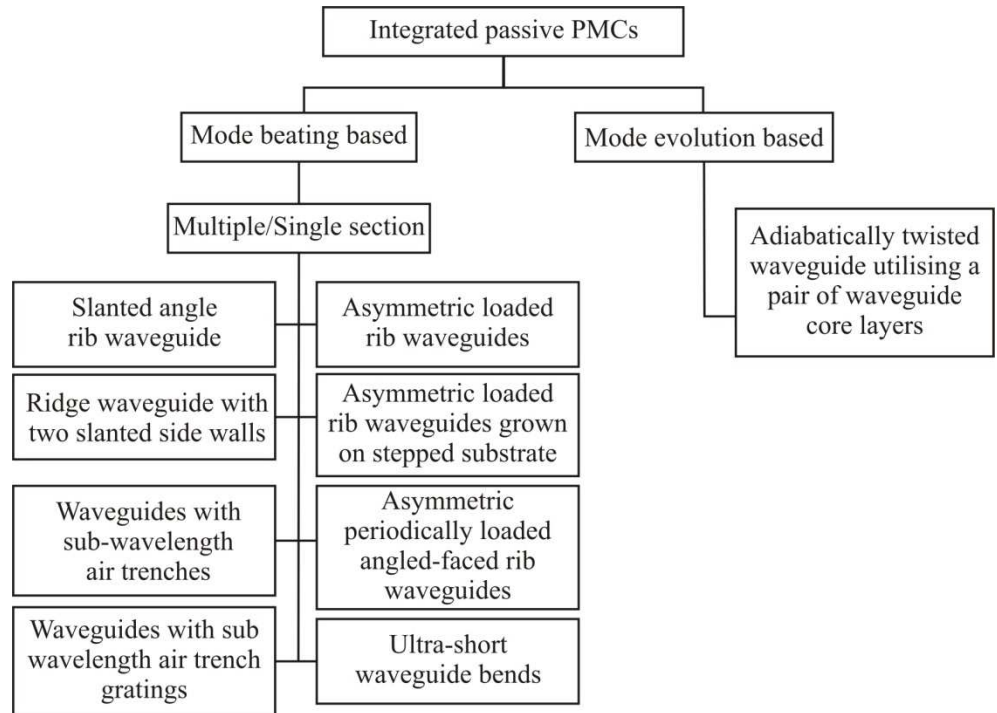 Integrated passive PMCs
Mode beating based
Mode evolution based
Multiple/Single section
Adiabatically twisted
waveguide utilising a
pair of waveguide
core layers
Slanted angle
rib waveguide
Asymmetric loaded
rib waveguides
Ridge waveguide with
two slanted side walls
Asymmetric loaded
rib waveguides grown
on stepped substrate
Waveguides with
sub-wavelength
air trenches
Asymmetric
periodically loaded
angled-faced rib
waveguides
Waveguides with sub
wavelength air trench
gratings
Ultra-short
waveguide bends